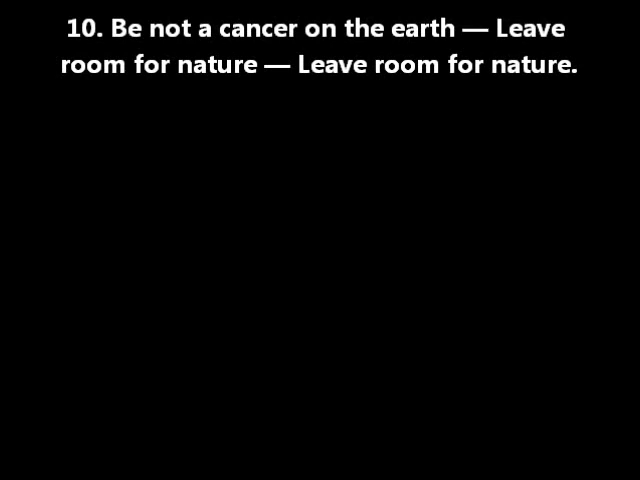 10. Be not a cancer on the earth — Leave
room for nature — Leave room for nature.